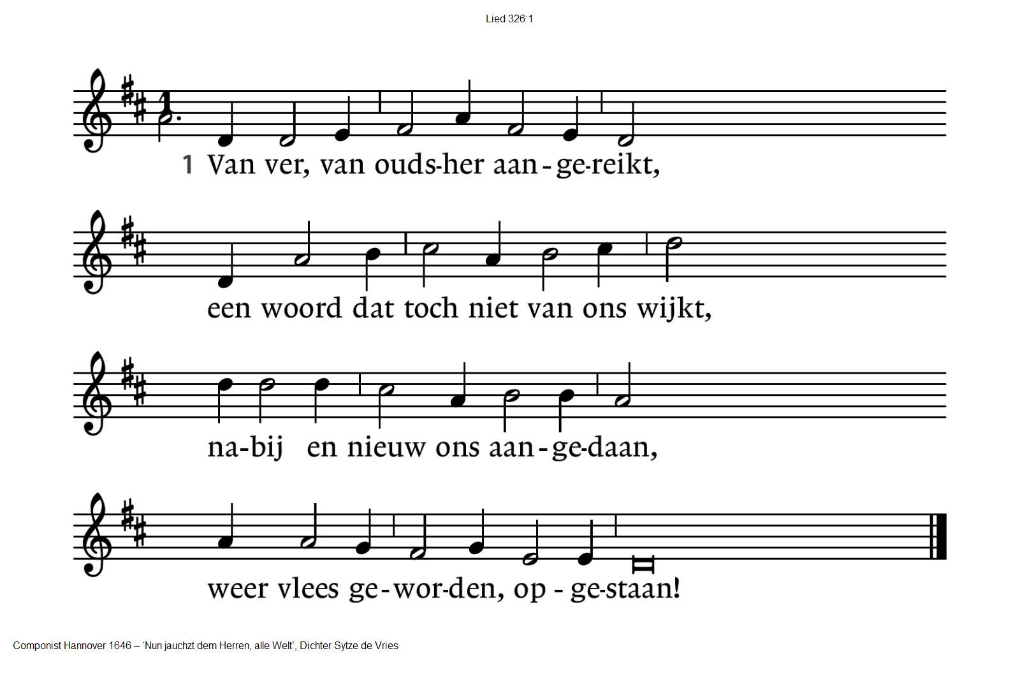 Lied 326:1
1
1 Van ver, van ouds-her aan-ge-reikt,
een woord dat toch niet van ons wijkt,
na-bij en nieuw ons aan-ge-daan,
weer vlees ge-wor-den, op-ge-staan!
Componist Hannover 1646 – 'Nun jauchzt dem Herren, alle Welt', Dichter Sytze de Vries